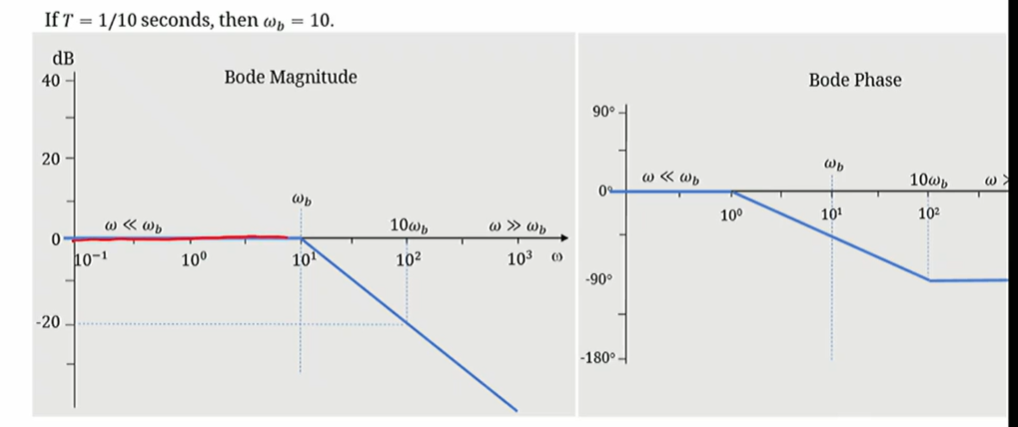 If T = 1/10 seconds, then ω_b = 10.
dB
Bode Magnitude
40
20
ω_b
ω ≪ ω_b
10ω_b
ω ≫ ω_b
0
10⁻¹
10⁰
10¹
10²
10³
ω
-20
Bode Phase
90°
ω_b
ω ≪ ω_b
10ω_b
ω >
0°
10⁰
10¹
10²
-90°
-180°